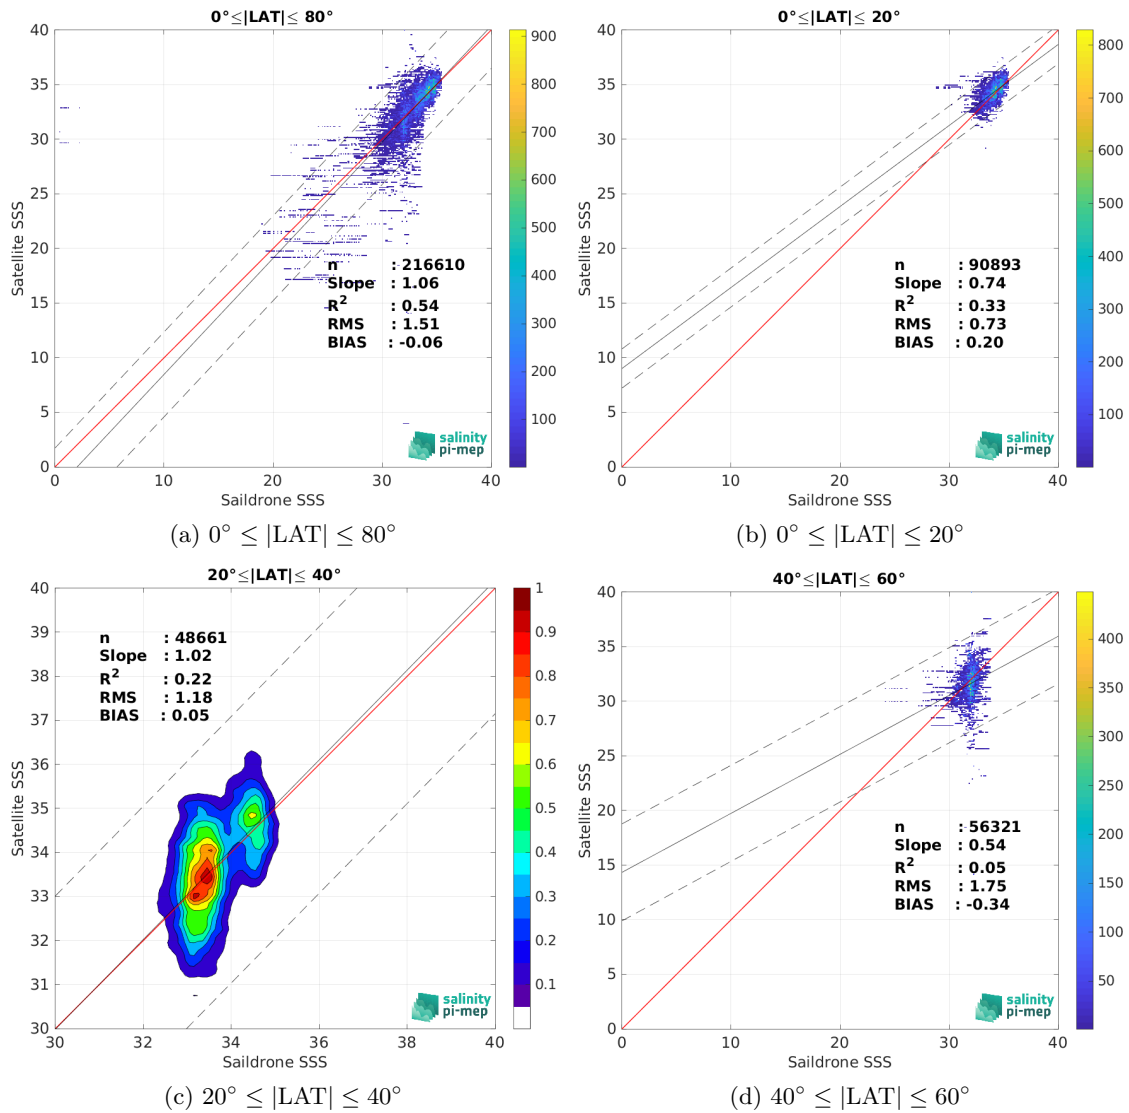 0°≤|LAT|≤ 80°
40
35
30
25
20
15
10
5
0
Satellite SSS
n : 216610
Slope : 1.06
R² : 0.54
RMS : 1.51
BIAS : -0.06
salinity
pi-mep
0 10 20 30 40
Saildrone SSS
900
800
700
600
500
400
300
200
100
(a) 0° ≤ |LAT| ≤ 80°
0°≤|LAT|≤ 20°
40
35
30
25
20
15
10
5
0
Satellite SSS
n : 90893
Slope : 0.74
R² : 0.33
RMS : 0.73
BIAS : 0.20
salinity
pi-mep
0 10 20 30 40
Saildrone SSS
800
700
600
500
400
300
200
100
(b) 0° ≤ |LAT| ≤ 20°
20°≤|LAT|≤ 40°
40
39
38
37
36
35
34
33
32
31
30
Satellite SSS
n : 48661
Slope : 1.02
R² : 0.22
RMS : 1.18
BIAS : 0.05
salinity
pi-mep
30 32 34 36 38 40
Saildrone SSS
1
0.9
0.8
0.7
0.6
0.5
0.4
0.3
0.2
0.1
(c) 20° ≤ |LAT| ≤ 40°
40°≤|LAT|≤ 60°
40
35
30
25
20
15
10
5
0
Satellite SSS
n : 56321
Slope : 0.54
R² : 0.05
RMS : 1.75
BIAS : -0.34
salinity
pi-mep
0 10 20 30 40
Saildrone SSS
400
350
300
250
200
150
100
50
(d) 40° ≤ |LAT| ≤ 60°